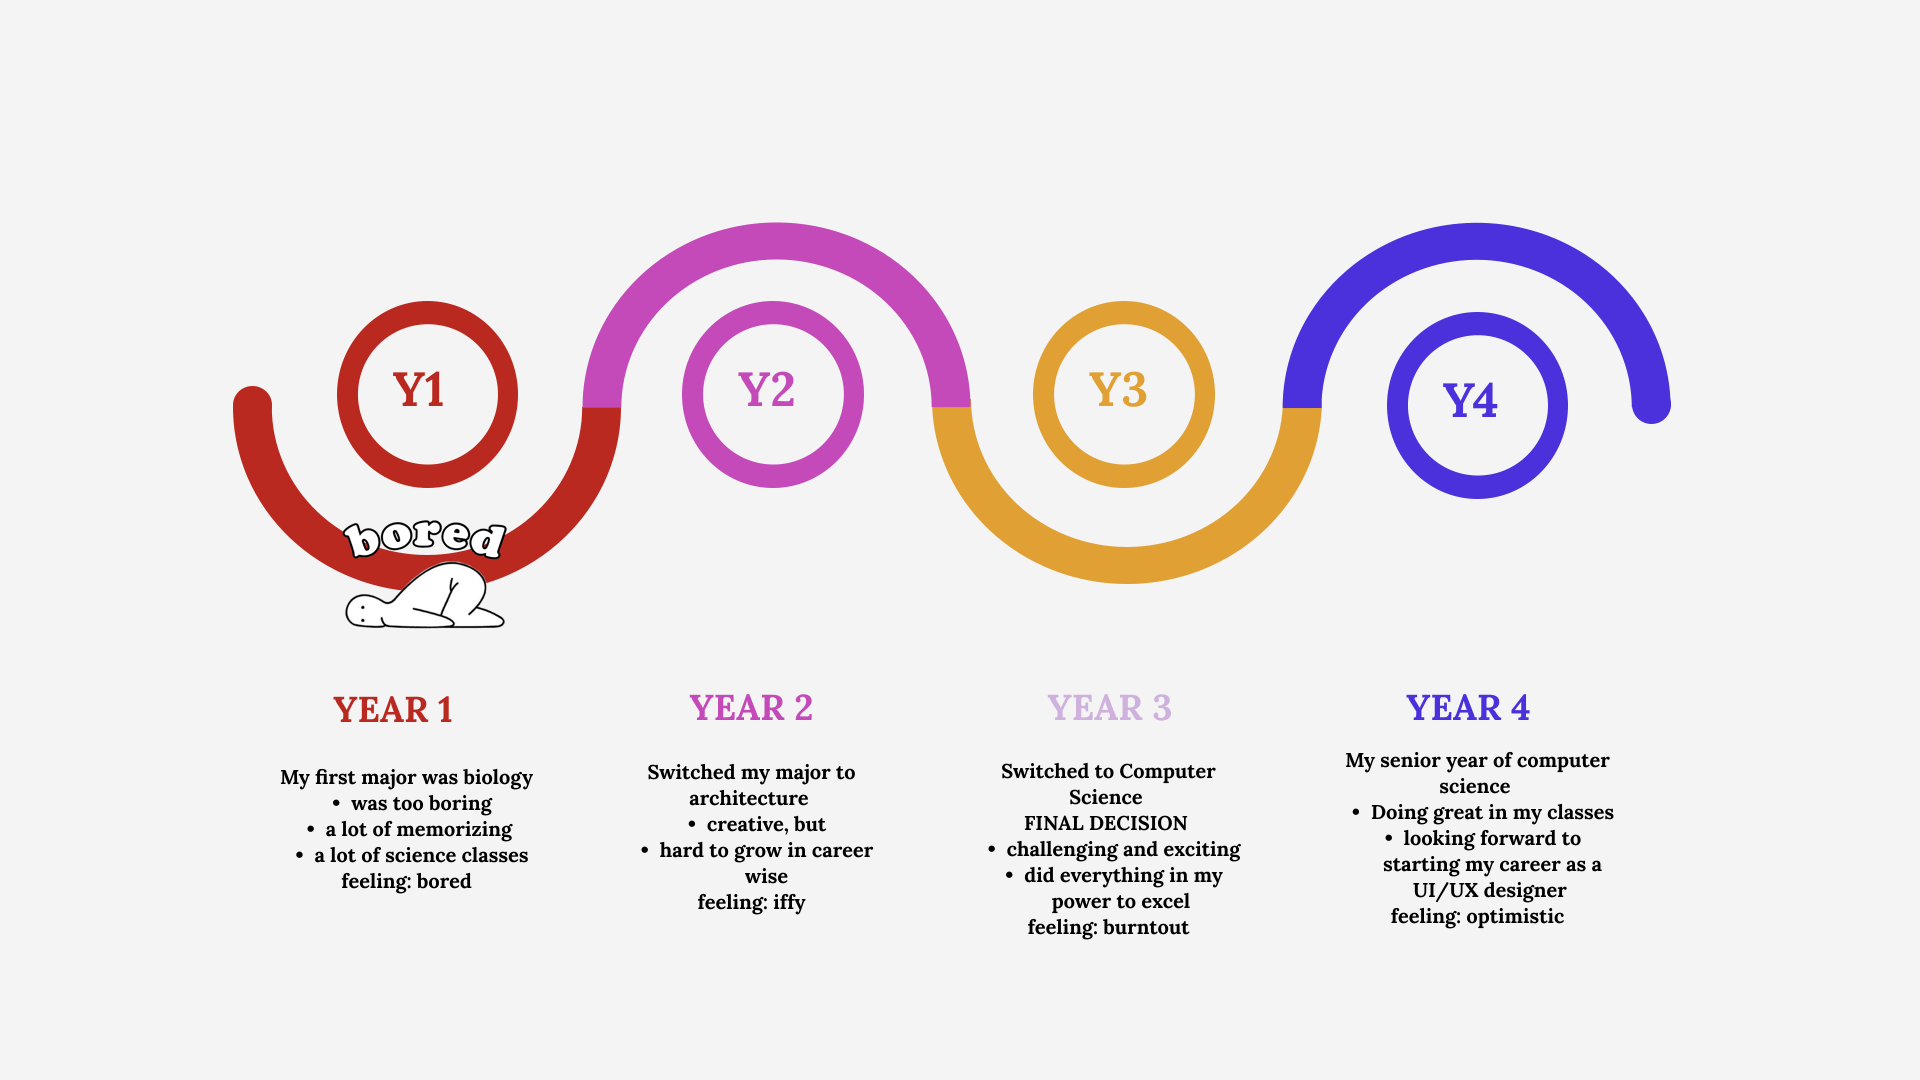 Y1
Y2
Y3
Y4
bored
YEAR 1
My first major was biology
• was too boring
• a lot of memorizing
• a lot of science classes
feeling: bored
YEAR 2
Switched my major to
architecture
• creative, but
• hard to grow in career
wise
feeling: iffy
YEAR 3
Switched to Computer
Science
FINAL DECISION
• challenging and exciting
• did everything in my
power to excel
feeling: burntout
YEAR 4
My senior year of computer
science
• Doing great in my classes
• looking forward to
starting my career as a
UI/UX designer
feeling: optimistic